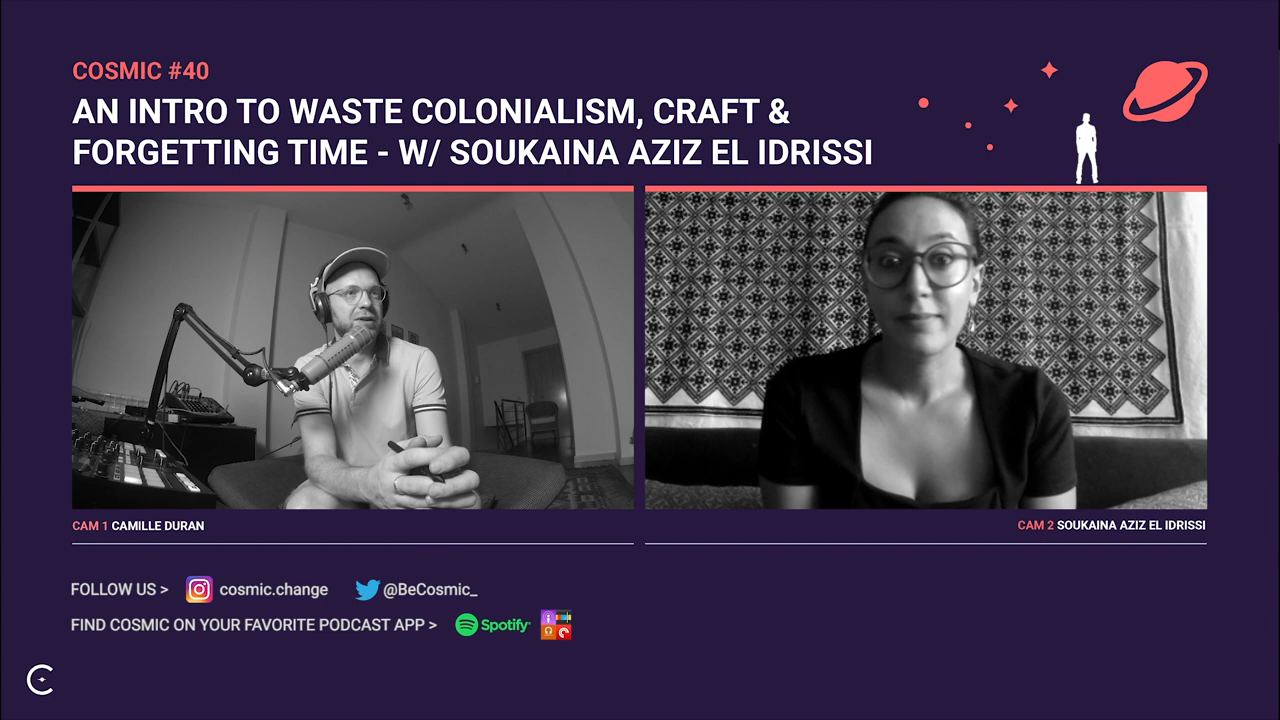 COSMIC #40
AN INTRO TO WASTE COLONIALISM, CRAFT &
FORGETTING TIME - W/ SOUKAINA AZIZ EL IDRISSI
CAM 1 CAMILLE DURAN
CAM 2 SOUKAINA AZIZ EL IDRISSI
FOLLOW US > cosmic.change @BeCosmic_
FIND COSMIC ON YOUR FAVORITE PODCAST APP > Spotify